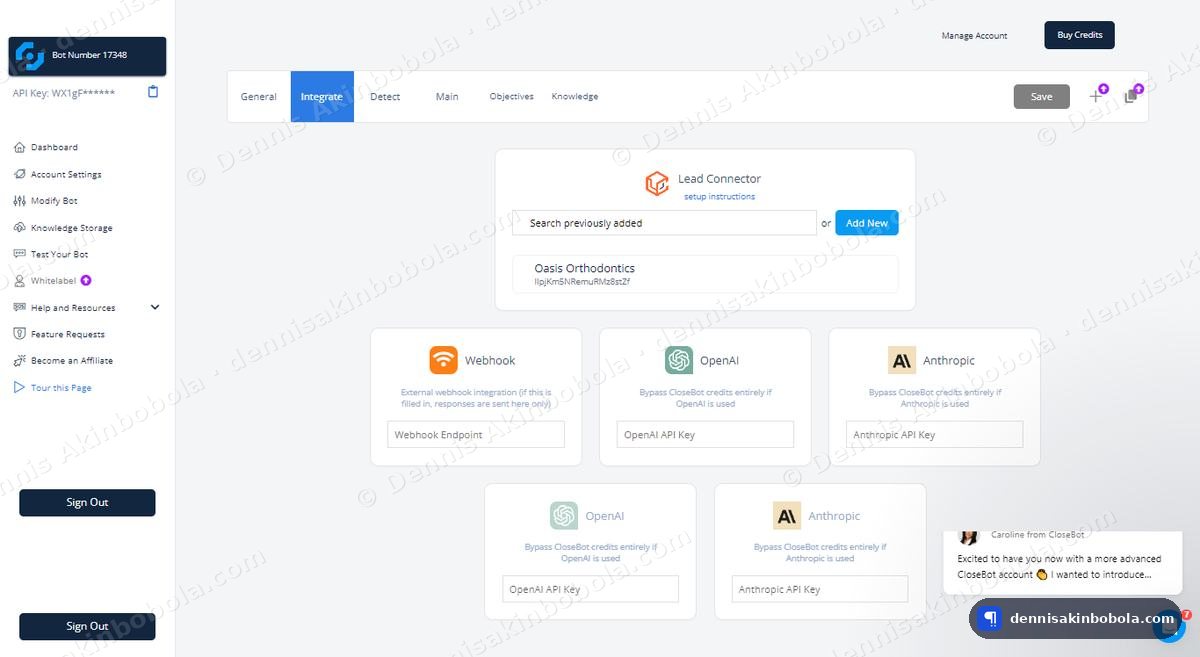 Bot Number 17348
API Key: WX1gF******
Dashboard
Account Settings
Modify Bot
Knowledge Storage
Test Your Bot
Whitelabel
Help and Resources
Feature Requests
Become an Affiliate
Tour this Page
Sign Out
Sign Out
Manage Account
Buy Credits
General
Integrate
Detect
Main
Objectives
Knowledge
Save
Lead Connector
setup instructions
Search previously added
or
Add New
Oasis Orthodontics
IIpjKm5NRemuRMz8stZf
Webhook
External webhook integration (if this is
filled in, responses are sent here only)
Webhook Endpoint
OpenAI
Bypass CloseBot credits entirely if
OpenAI is used
OpenAI API Key
Anthropic
Bypass CloseBot credits entirely if
Anthropic is used
Anthropic API Key
OpenAI
Bypass CloseBot credits entirely if
OpenAI is used
OpenAI API Key
Anthropic
Bypass CloseBot credits entirely if
Anthropic is used
Anthropic API Key
Caroline from CloseBot
Excited to have you now with a more advanced
CloseBot account 👏 I wanted to introduce...
7
dennisakinbobola.com
© Dennis Akinbobola · dennisakinbobola.com